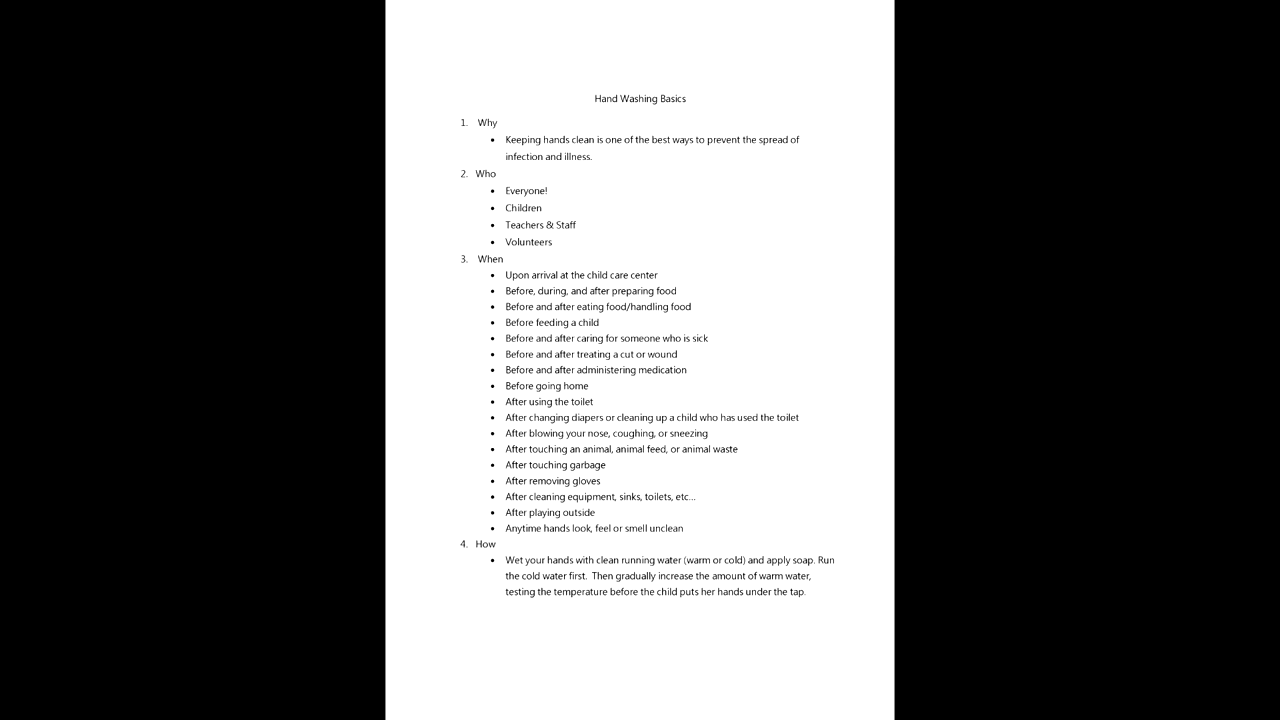 Hand Washing Basics
1. Why
• Keeping hands clean is one of the best ways to prevent the spread of
infection and illness.
2. Who
• Everyone!
• Children
• Teachers & Staff
• Volunteers
3. When
• Upon arrival at the child care center
• Before, during, and after preparing food
• Before and after eating food/handling food
• Before feeding a child
• Before and after caring for someone who is sick
• Before and after treating a cut or wound
• Before and after administering medication
• Before going home
• After using the toilet
• After changing diapers or cleaning up a child who has used the toilet
• After blowing your nose, coughing, or sneezing
• After touching an animal, animal feed, or animal waste
• After touching garbage
• After removing gloves
• After cleaning equipment, sinks, toilets, etc...
• After playing outside
• Anytime hands look, feel or smell unclean
4. How
• Wet your hands with clean running water (warm or cold) and apply soap. Run
the cold water first. Then gradually increase the amount of warm water,
testing the temperature before the child puts her hands under the tap.